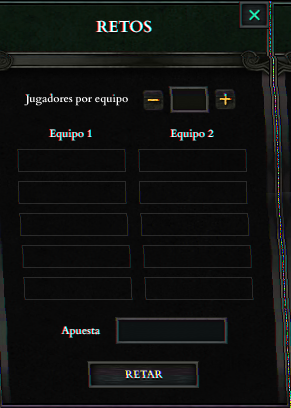 RETOS
Jugadores por equipo
Equipo 1 Equipo 2
Apuesta
RETAR